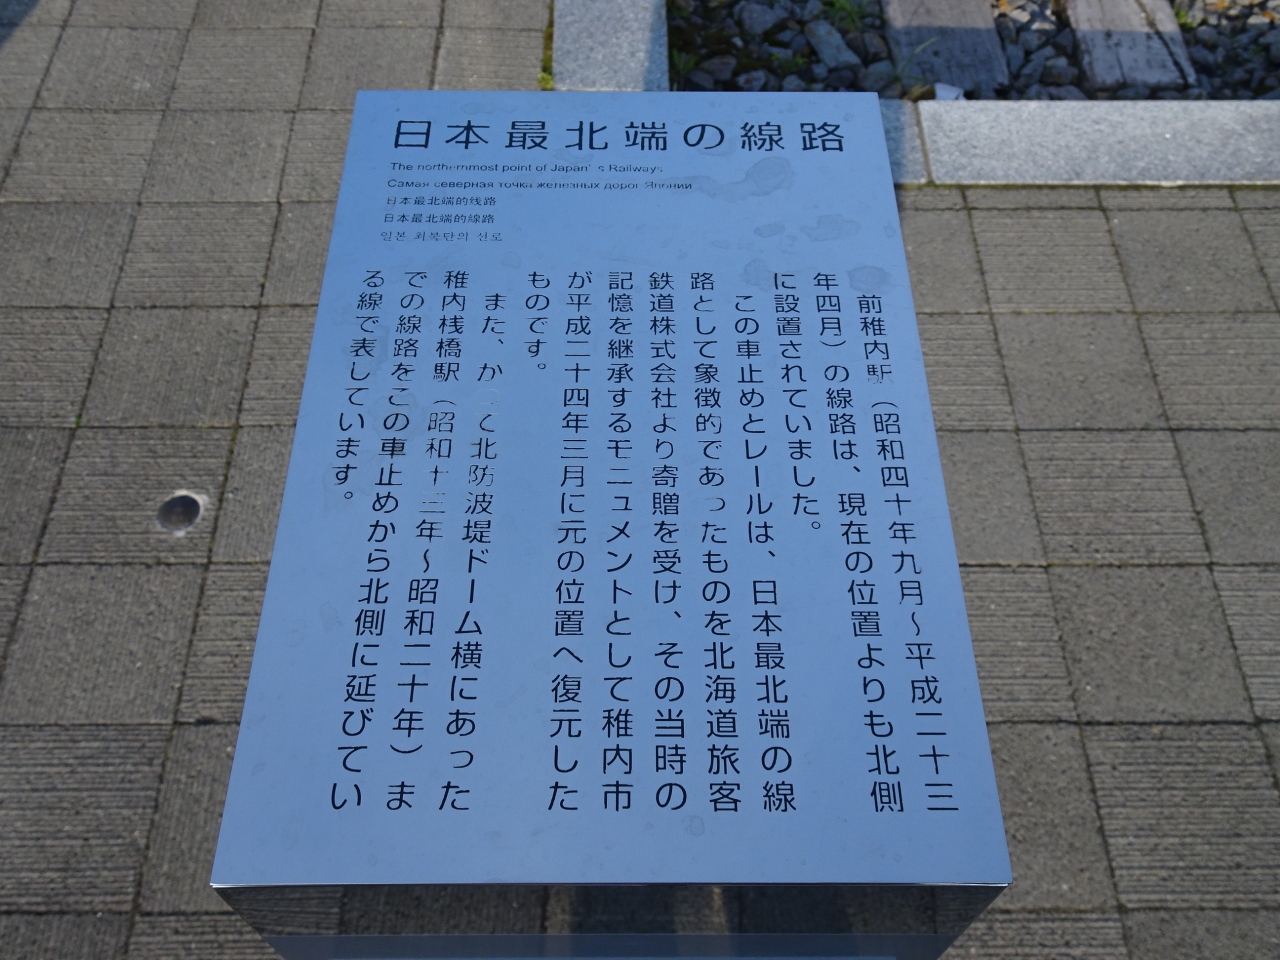 日本最北端の線路
The northernmost point of Japan's Railways
Самая северная точка железных дорог Японии
日本最北端的线路
日本最北端的線路
일본 최북단의 선로
前稚内駅（昭和四十年九月～平成二十三
年四月）の線路は、現在の位置よりも北側
に設置されていました。
この車止めとレールは、日本最北端の線
路として象徴的であったものを北海道旅客
鉄道株式会社より寄贈を受け、その当時の
記憶を継承するモニュメントとして稚内市
が平成二十四年三月に元の位置へ復元した
ものです。
また、かつて北防波堤ドーム横にあった
稚内桟橋駅（昭和十三年～昭和二十年）ま
での線路をこの車止めから北側に延びてい
る線で表しています。